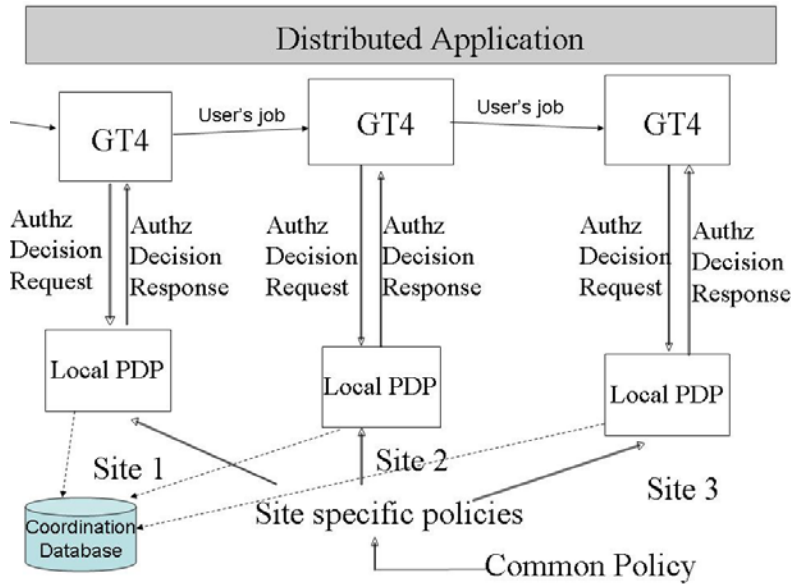 Distributed Application
GT4
User's job
GT4
User's job
GT4
Authz
Decision
Request
Authz
Decision
Response
Authz
Decision
Request
Authz
Decision
Response
Authz
Decision
Request
Authz
Decision
Response
Local PDP
Local PDP
Local PDP
Site 1
Site 2
Site 3
Coordination
Database
Site specific policies
Common Policy